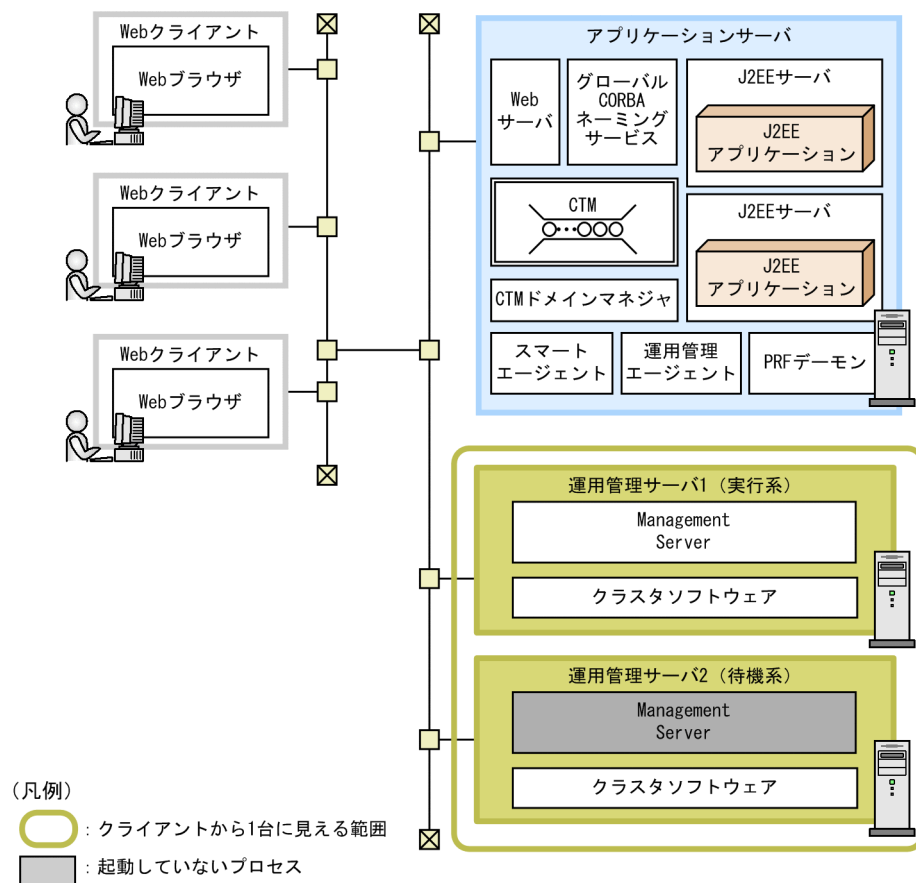 Webクライアント
Webブラウザ
Webクライアント
Webブラウザ
Webクライアント
Webブラウザ
アプリケーションサーバ
Web
サーバ
グローバル
CORBA
ネーミング
サービス
J2EEサーバ
J2EE
アプリケーション
CTM
J2EEサーバ
J2EE
アプリケーション
CTMドメインマネジャ
スマート
エージェント
運用管理
エージェント
PRFデーモン
運用管理サーバ1（実行系）
Management
Server
クラスタソフトウェア
運用管理サーバ2（待機系）
Management
Server
クラスタソフトウェア
（凡例）
：クライアントから1台に見える範囲
：起動していないプロセス